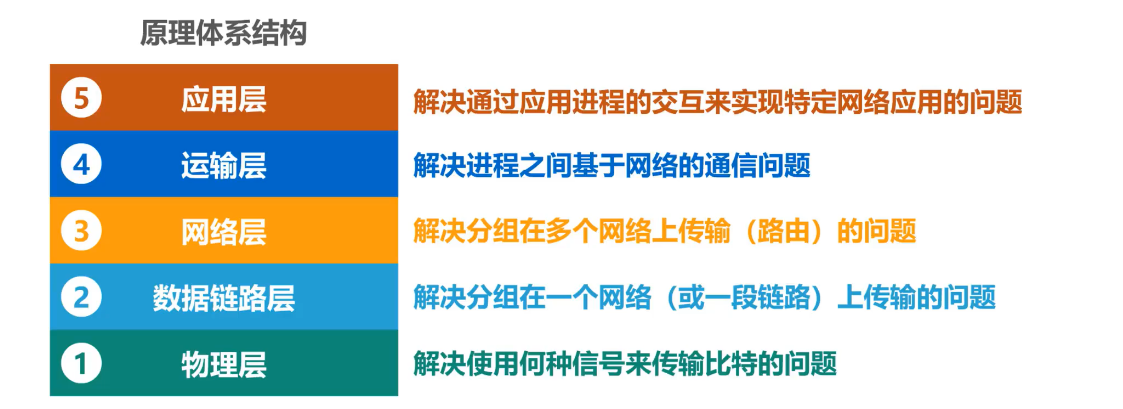 原理体系结构
5 应用层 解决通过应用进程的交互来实现特定网络应用的问题
4 运输层 解决进程之间基于网络的通信问题
3 网络层 解决分组在多个网络上传输（路由）的问题
2 数据链路层 解决分组在一个网络（或一段链路）上传输的问题
1 物理层 解决使用何种信号来传输比特的问题